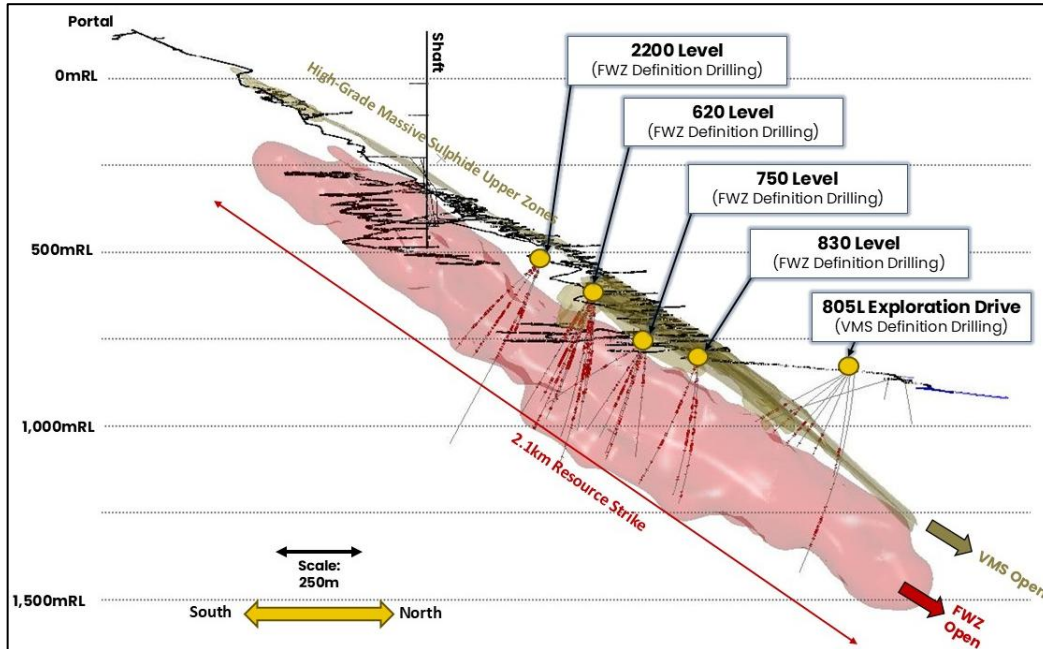 Portal
Shaft
0mRL
High-Grade Massive Sulphide Upper Zones
2200 Level
(FWZ Definition Drilling)
620 Level
(FWZ Definition Drilling)
750 Level
(FWZ Definition Drilling)
500mRL
830 Level
(FWZ Definition Drilling)
805L Exploration Drive
(VMS Definition Drilling)
1,000mRL
2.1km Resource Strike
Scale:
250m
VMS Open
1,500mRL
South
North
FWZ
Open